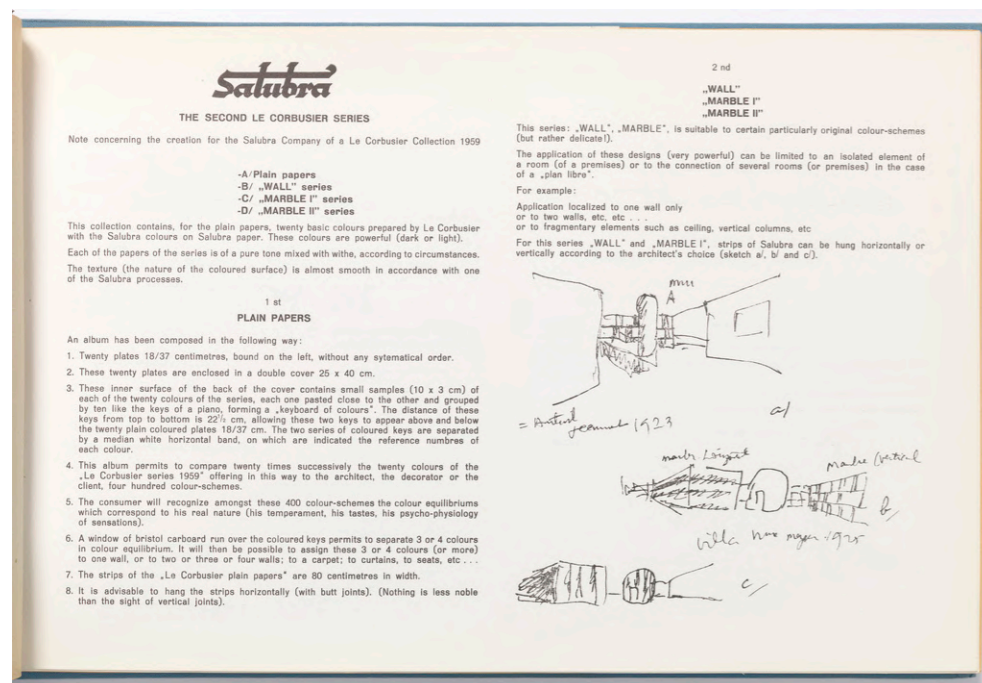 Salubra
THE SECOND LE CORBUSIER SERIES
Note concerning the creation for the Salubra Company of a Le Corbusier Collection 1959
-A/Plain papers
-B/ „WALL" series
-C/ „MARBLE I" series
-D/ „MARBLE II" series
This collection contains, for the plain papers, twenty basic colours prepared by Le Corbusier
with the Salubra colours on Salubra paper. These colours are powerful (dark or light).
Each of the papers of the series is of a pure tone mixed with withe, according to circumstances.
The texture (the nature of the coloured surface) is almost smooth in accordance with one
of the Salubra processes.
1 st
PLAIN PAPERS
An album has been composed in the following way:
1. Twenty plates 18/37 centimetres, bound on the left, without any sytematical order.
2. These twenty plates are enclosed in a double cover 25 x 40 cm.
3. These inner surface of the back of the cover contains small samples (10 x 3 cm) of
each of the twenty colours of the series, each one pasted close to the other and grouped
by ten like the keys of a piano, forming a „keyboard of colours". The distance of these
keys from top to bottom is 22½ cm, allowing these two keys to appear above and below
the twenty plain coloured plates 18/37 cm. The two series of coloured keys are separated
by a median white horizontal band, on which are indicated the reference numbres of
each colour.
4. This album permits to compare twenty times successively the twenty colours of the
„Le Corbusier series 1959" offering in this way to the architect, the decorator or the
client, four hundred colour-schemes.
5. The consumer will recognize amongst these 400 colour-schemes the colour equilibriums
which correspond to his real nature (his temperament, his tastes, his psycho-physiology
of sensations).
6. A window of bristol carboard run over the coloured keys permits to separate 3 or 4 colours
in colour equilibrium. It will then be possible to assign these 3 or 4 colours (or more)
to one wall, or to two or three or four walls; to a carpet; to curtains, to seats, etc . . .
7. The strips of the „Le Corbusier plain papers" are 80 centimetres in width.
8. It is advisable to hang the strips horizontally (with butt joints). (Nothing is less noble
than the sight of vertical joints).
2 nd
„WALL"
„MARBLE I"
„MARBLE II"
This series: „WALL", „MARBLE", is suitable to certain particularly original colour-schemes
(but rather delicate!).
The application of these designs (very powerful) can be limited to an isolated element of
a room (of a premises) or to the connection of several rooms (or premises) in the case
of a „plan libre".
For example:
Application localized to one wall only
or to two walls, etc, etc . . .
or to fragmentary elements such as ceiling, vertical columns, etc
For this series „WALL" and „MARBLE I", strips of Salubra can be hung horizontally or
vertically according to the architect's choice (sketch a/, b/ and c/).
mur
A
a/
= 1923
marbre
marbre (vertical
b/
villa meyer 1925
c/